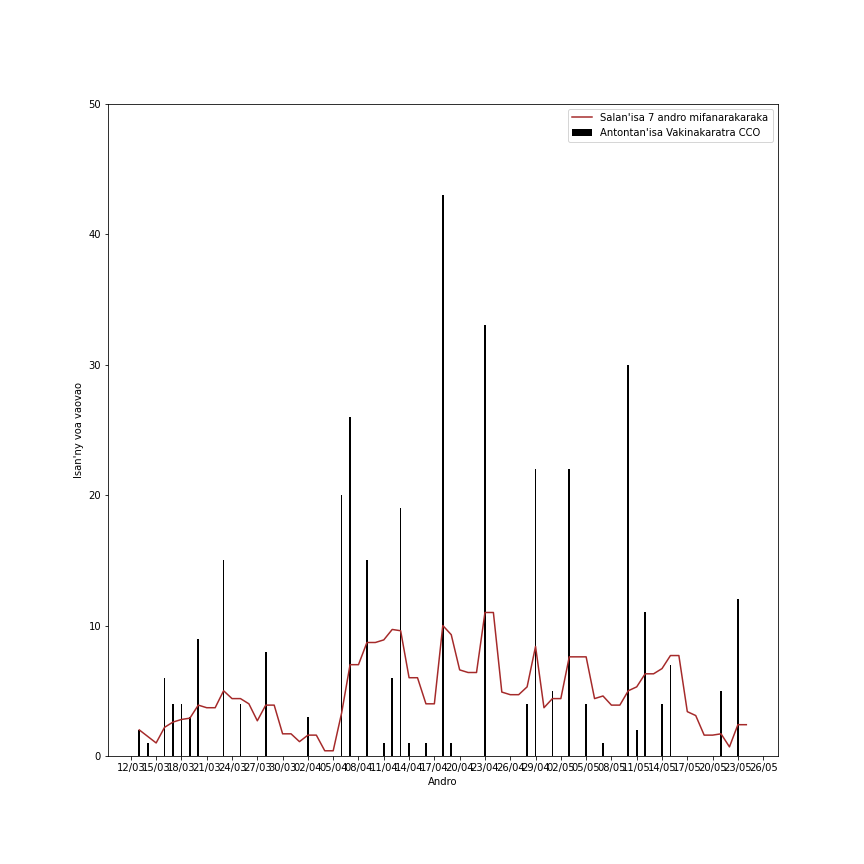 Salan'isa 7 andro mifanarakaraka
Antontan'isa Vakinakaratra CCO
50
40
30
20
10
0
Isan'ny voa vaovao
12/03 15/03 18/03 21/03 24/03 27/03 30/03 02/04 05/04 08/04 11/04 14/04 17/04 20/04 23/04 26/04 29/04 02/05 05/05 08/05 11/05 14/05 17/05 20/05 23/05 26/05
Andro